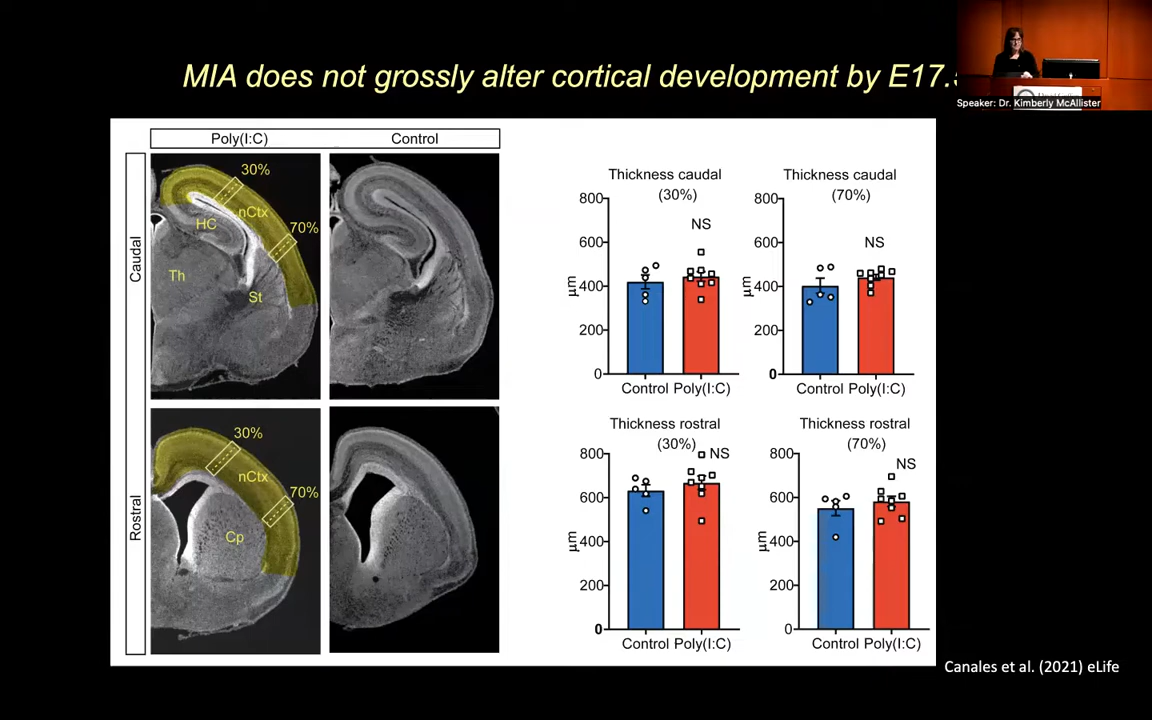 MIA does not grossly alter cortical development by E17.
Speaker: Dr. Kimberly McAllister
Poly(I:C)
Control
Caudal
30%
nCtx
HC
70%
Th
St
Rostral
30%
nCtx
70%
Cp
Thickness caudal
(30%)
800
600
400
200
0
µm
NS
Control Poly(I:C)
Thickness caudal
(70%)
800
600
400
200
0
µm
NS
Control Poly(I:C)
Thickness rostral
(30%)
800
600
400
200
0
µm
NS
Control Poly(I:C)
Thickness rostral
(70%)
800
600
400
200
0
µm
NS
Control Poly(I:C)
Canales et al. (2021) eLife